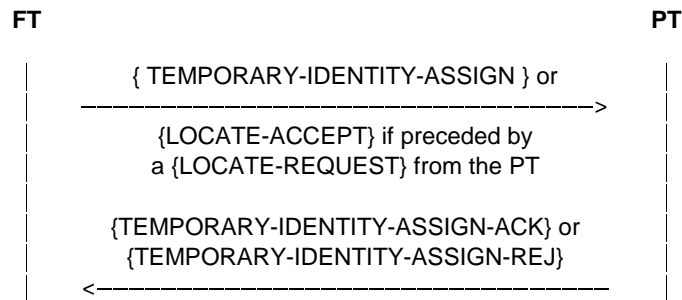 FT PT
{ TEMPORARY-IDENTITY-ASSIGN } or
{LOCATE-ACCEPT} if preceded by
a {LOCATE-REQUEST} from the PT
{TEMPORARY-IDENTITY-ASSIGN-ACK} or
{TEMPORARY-IDENTITY-ASSIGN-REJ}